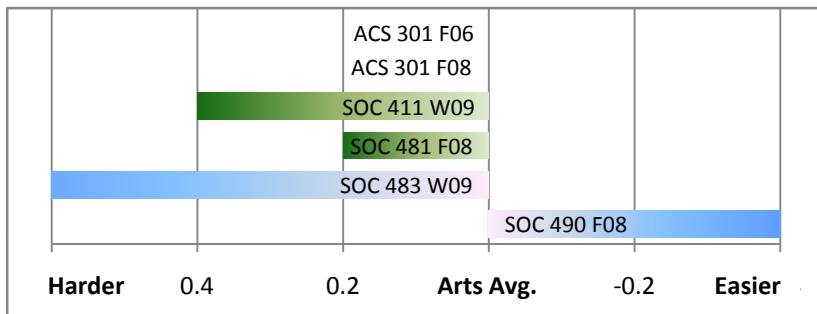 ACS 301 F06
ACS 301 F08
SOC 411 W09
SOC 481 F08
SOC 483 W09
SOC 490 F08
Harder 0.4 0.2 Arts Avg. -0.2 Easier